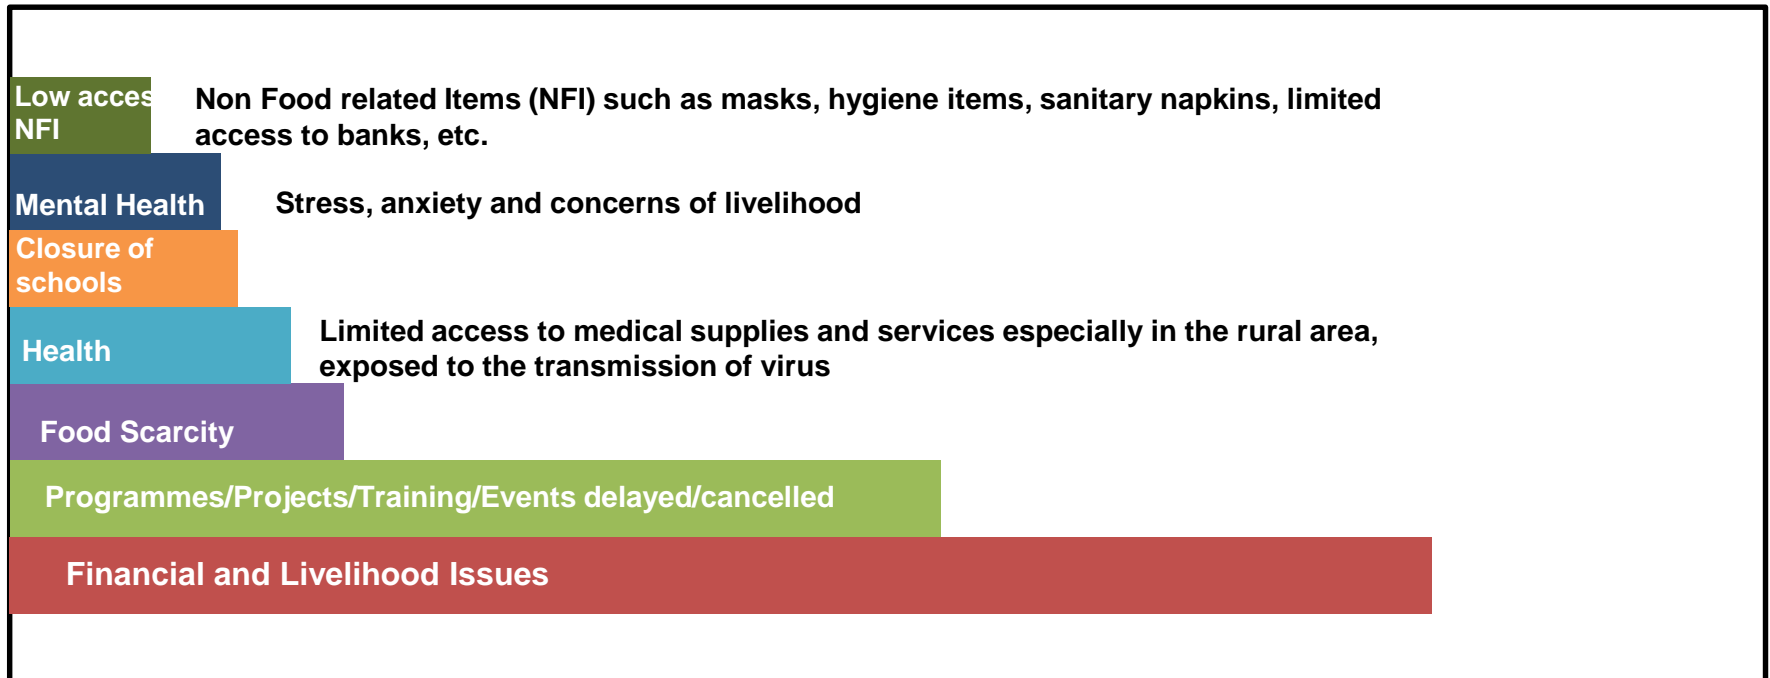 Low acces
NFI
Non Food related Items (NFI) such as masks, hygiene items, sanitary napkins, limited
access to banks, etc.
Mental Health
Stress, anxiety and concerns of livelihood
Closure of
schools
Health
Limited access to medical supplies and services especially in the rural area,
exposed to the transmission of virus
Food Scarcity
Programmes/Projects/Training/Events delayed/cancelled
Financial and Livelihood Issues